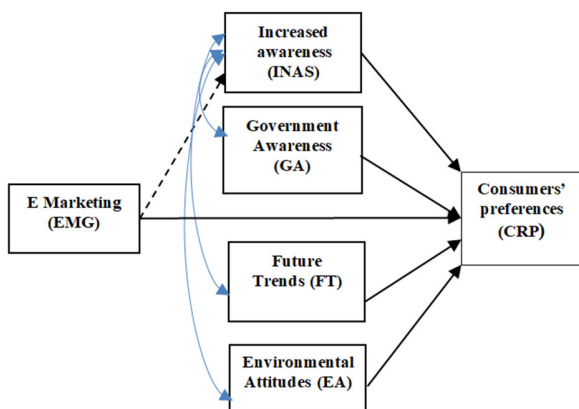 Increased
awareness
(INAS)
Government
Awareness
(GA)
E Marketing
(EMG)
Consumers’
preferences
(CRP)
Future
Trends (FT)
Environmental
Attitudes (EA)